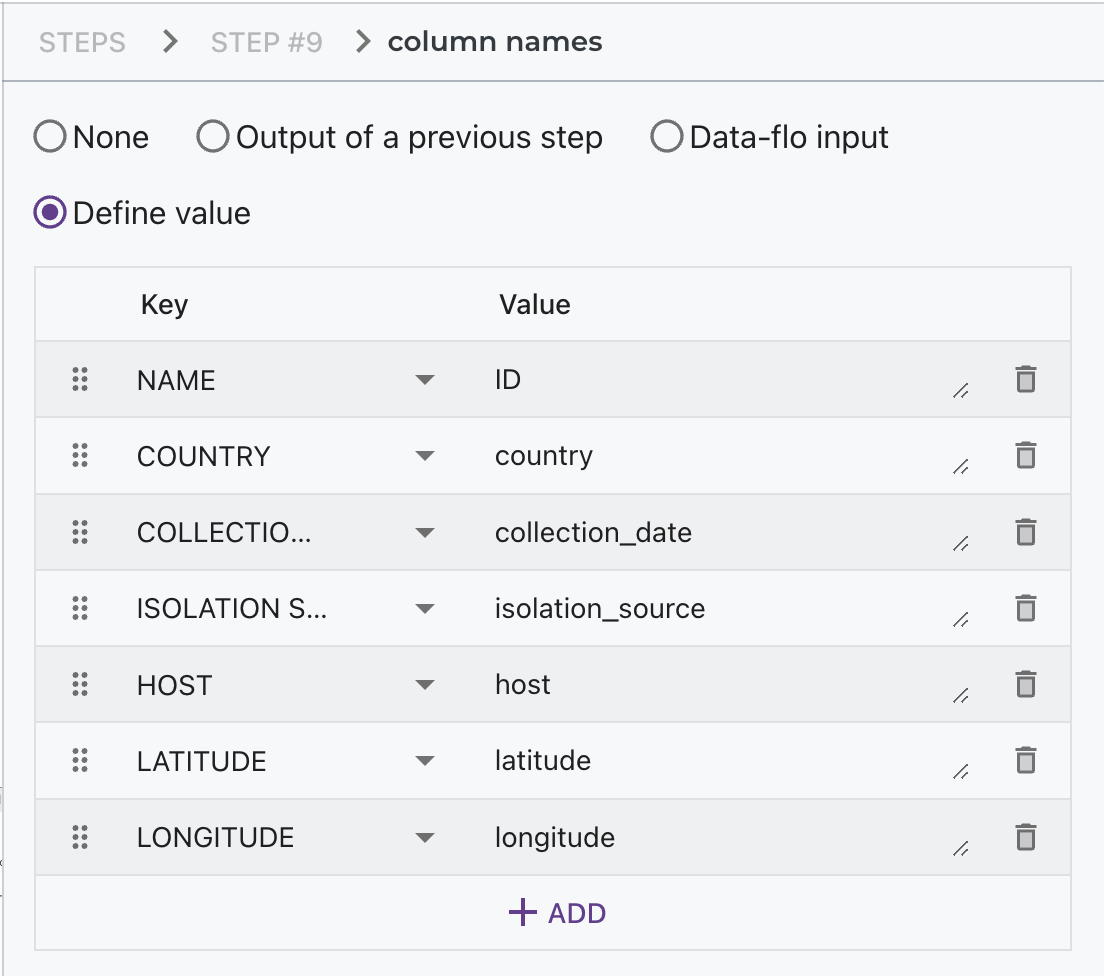 STEPS > STEP #9 > column names
None Output of a previous step Data-flo input
Define value
Key Value
NAME ID
COUNTRY country
COLLECTIO... collection_date
ISOLATION S... isolation_source
HOST host
LATITUDE latitude
LONGITUDE longitude
+ ADD